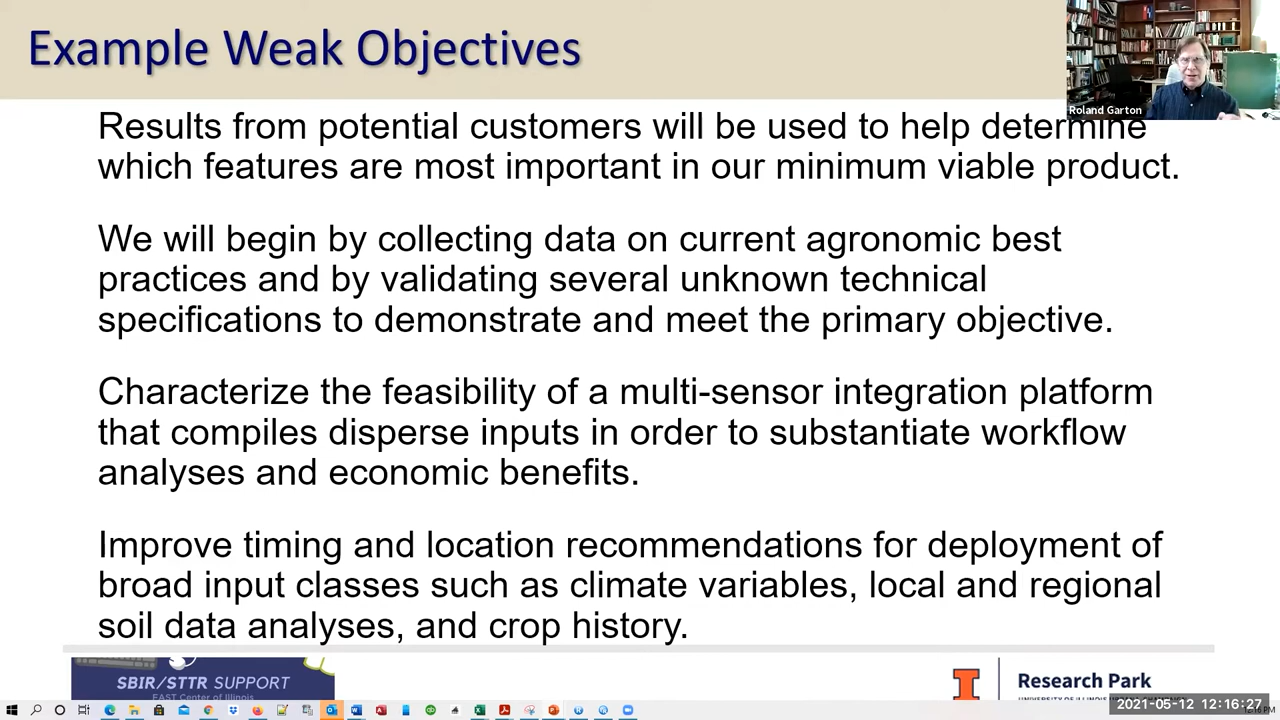 Example Weak Objectives
Roland Garton
Results from potential customers will be used to help determine
which features are most important in our minimum viable product.
We will begin by collecting data on current agronomic best
practices and by validating several unknown technical
specifications to demonstrate and meet the primary objective.
Characterize the feasibility of a multi-sensor integration platform
that compiles disperse inputs in order to substantiate workflow
analyses and economic benefits.
Improve timing and location recommendations for deployment of
broad input classes such as climate variables, local and regional
soil data analyses, and crop history.
SBIR/STTR SUPPORT
EAST Center of Illinois
Research Park
2021-05-12 12:16:27